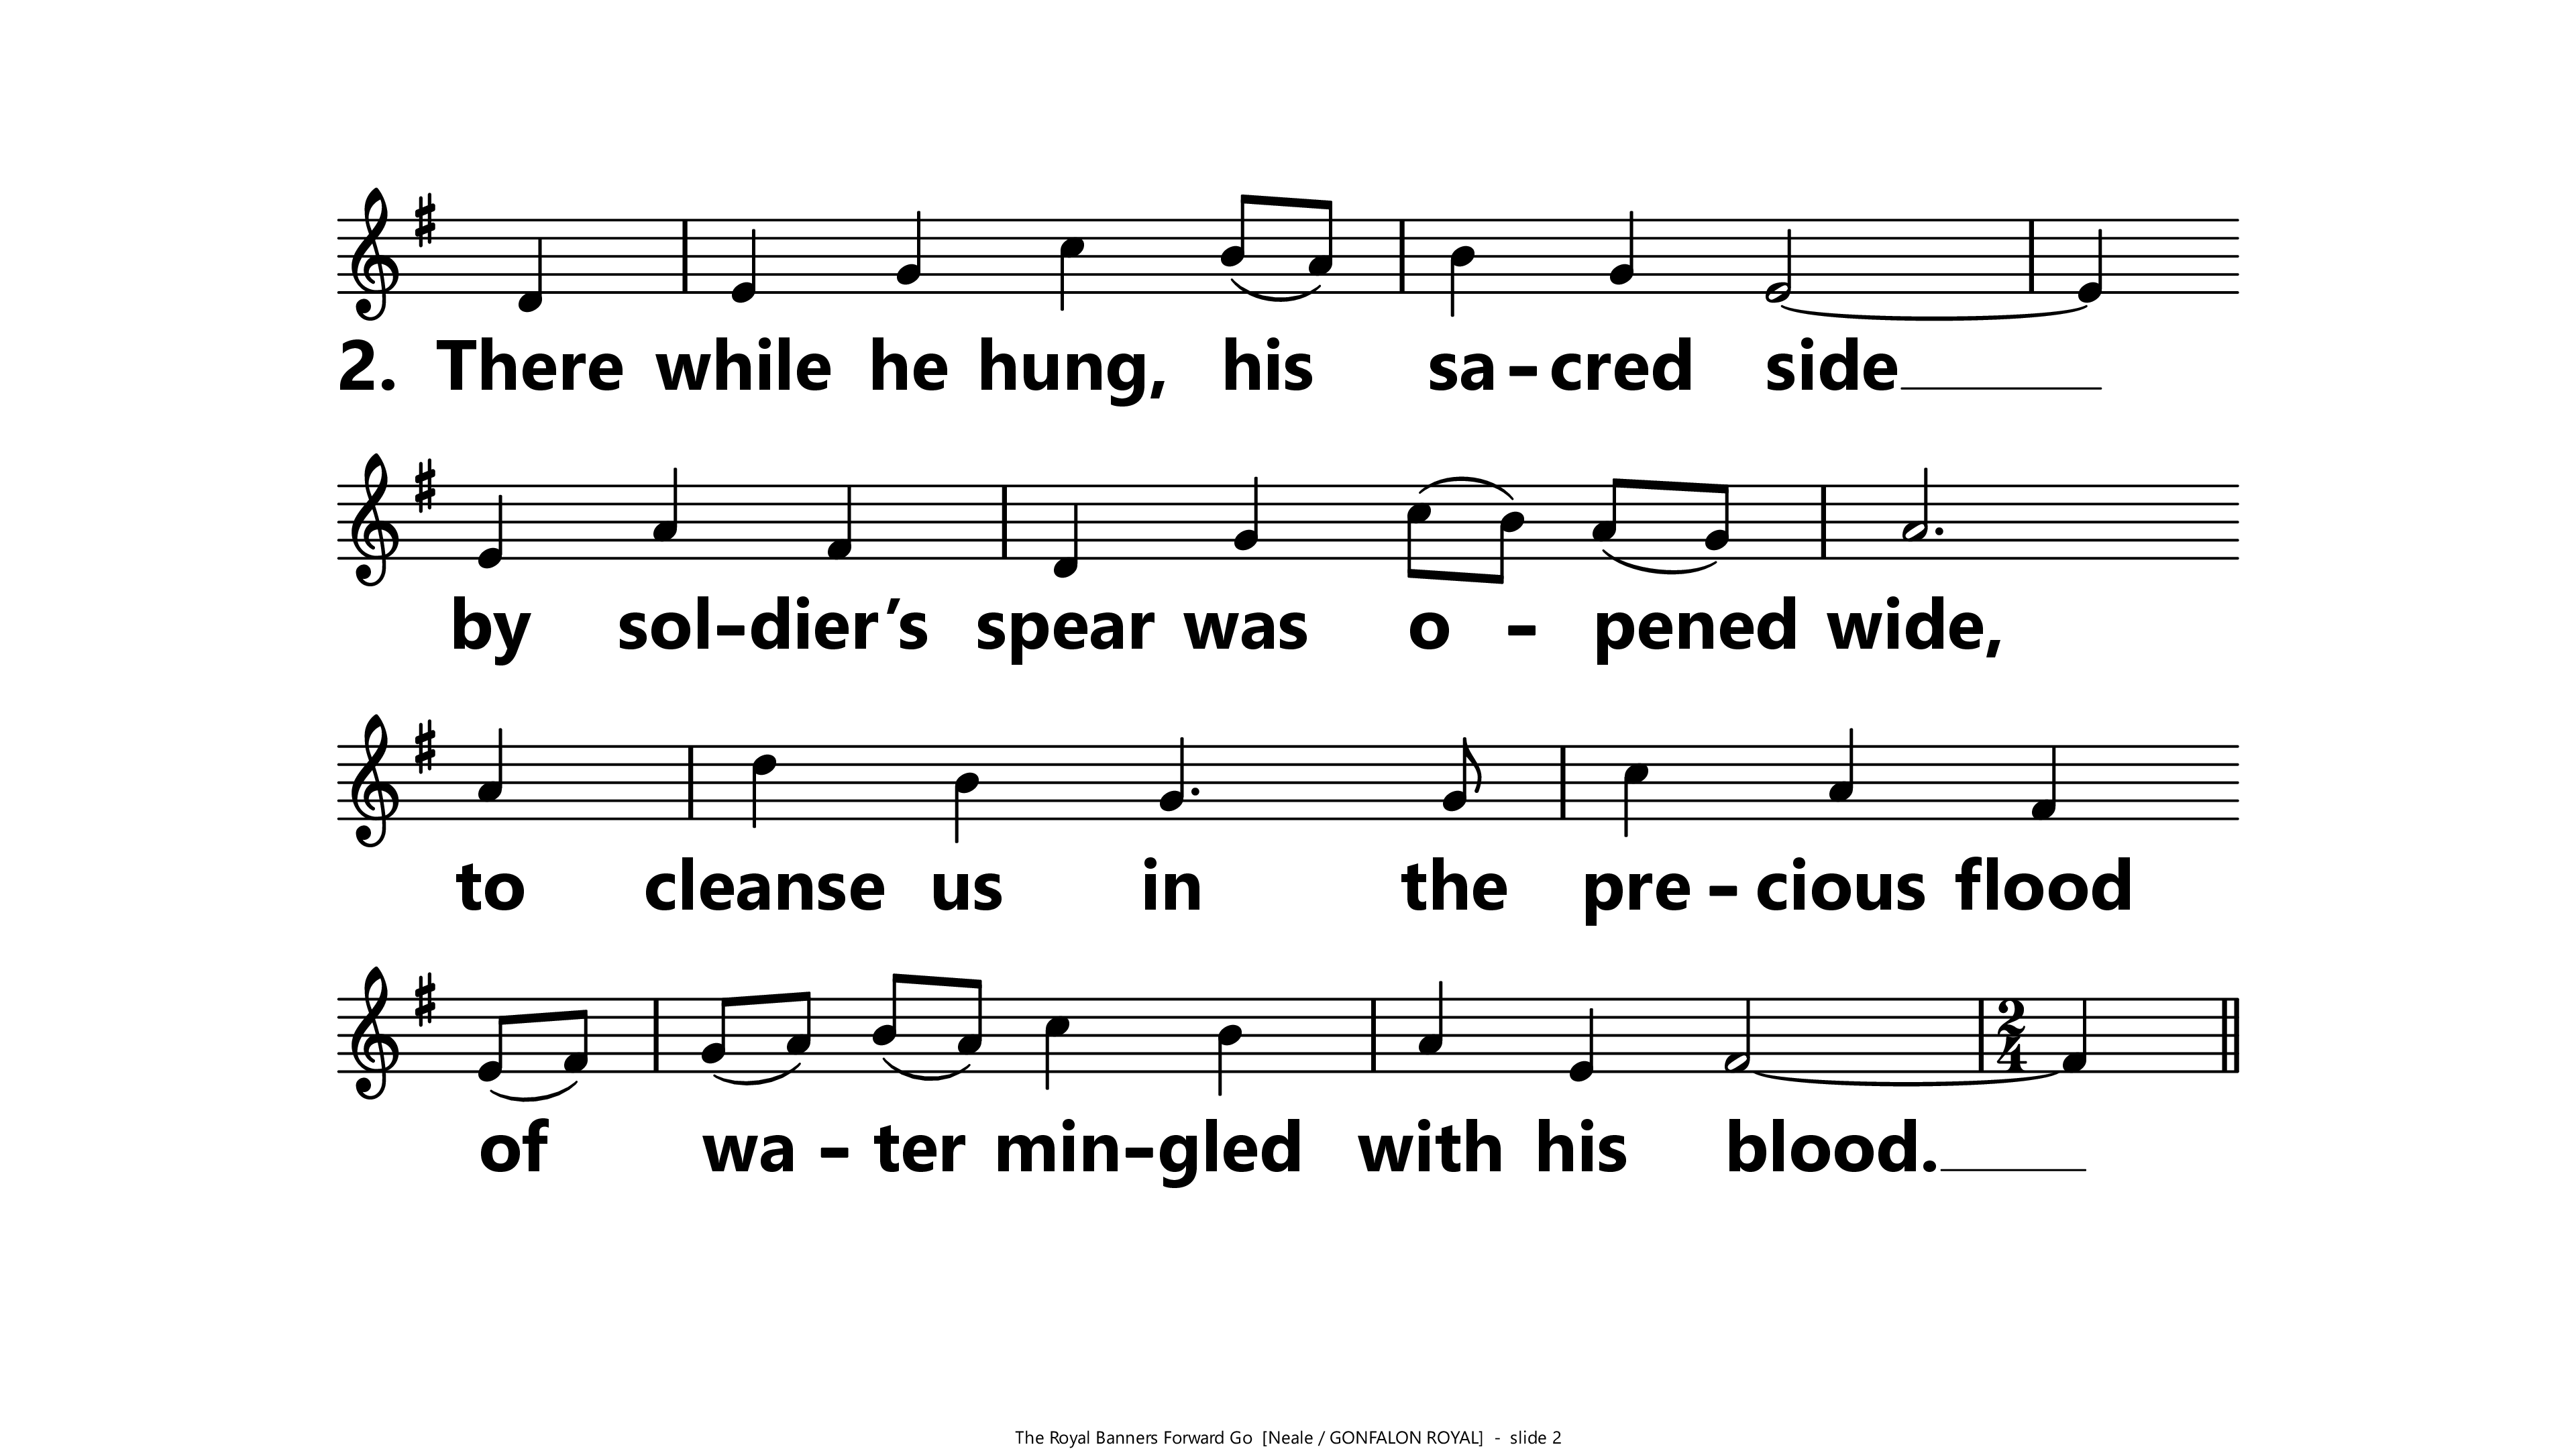 2. There while he hung, his sa-cred side
by sol-dier’s spear was o - pened wide,
to cleanse us in the pre-cious flood
2
4
of wa - ter min-gled with his blood.
The Royal Banners Forward Go [Neale / GONFALON ROYAL] - slide 2